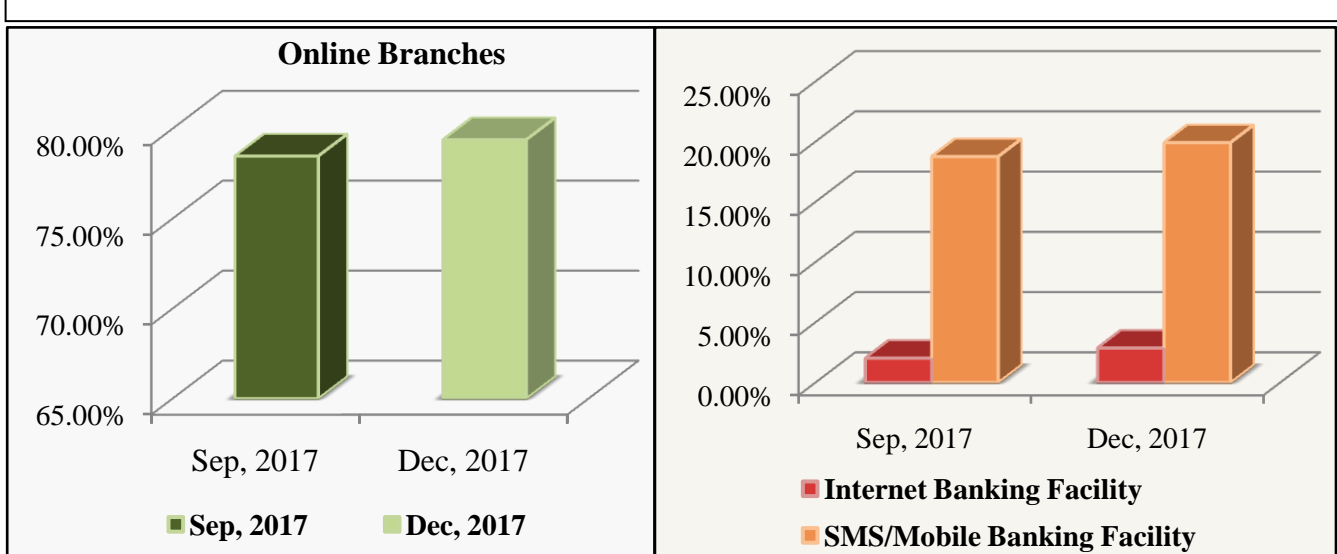 Online Branches
80.00%
75.00%
70.00%
65.00%
Sep, 2017 Dec, 2017
Sep, 2017 Dec, 2017
25.00%
20.00%
15.00%
10.00%
5.00%
0.00%
Sep, 2017 Dec, 2017
Internet Banking Facility
SMS/Mobile Banking Facility